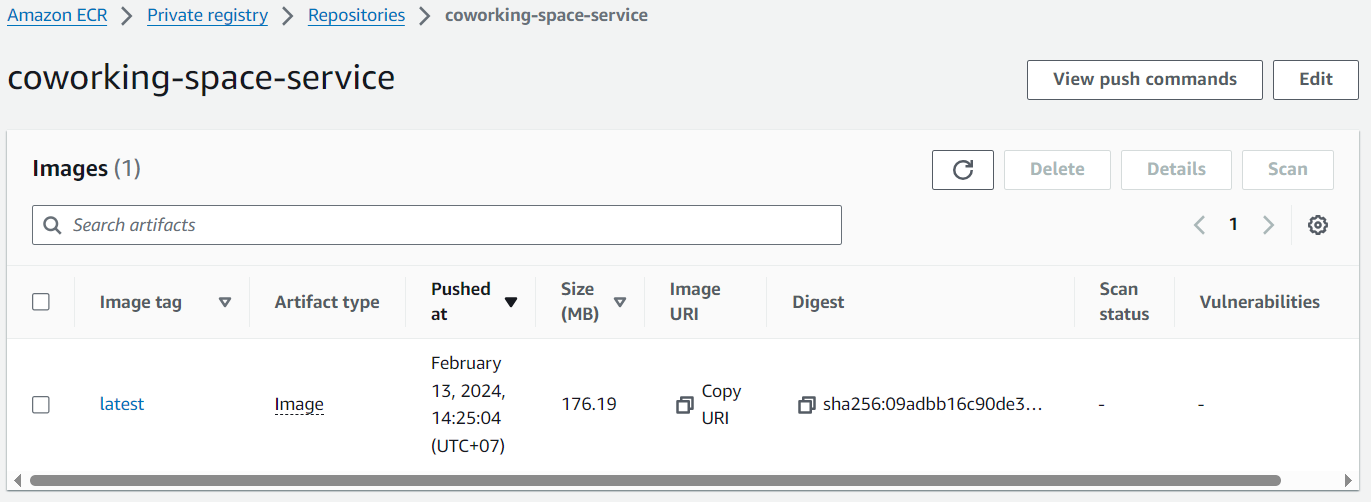 Amazon ECR > Private registry > Repositories > coworking-space-service
coworking-space-service
View push commands
Edit
Images (1)
Delete
Details
Scan
Search artifacts
1
Image tag
Artifact type
Pushed
at
Size
(MB)
Image
URI
Digest
Scan
status
Vulnerabilities
latest
Image
February
13, 2024,
14:25:04
(UTC+07)
176.19
Copy
URI
sha256:09adbb16c90de3...
-
-